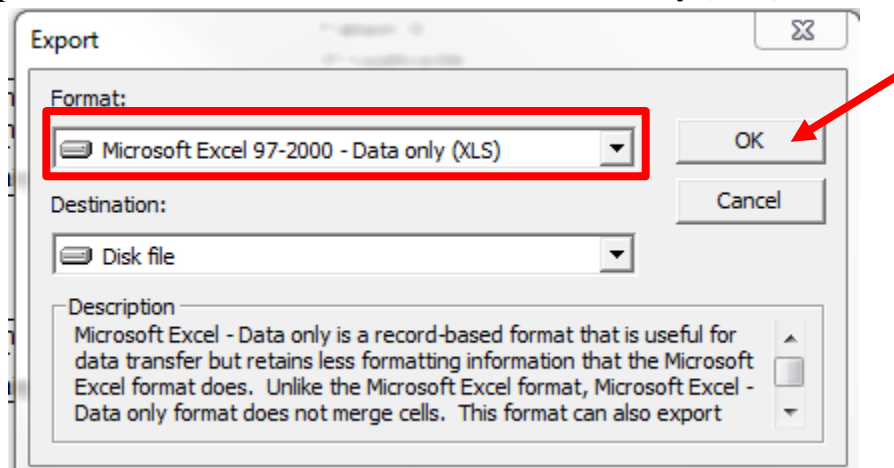 Export
Format:
Microsoft Excel 97-2000 - Data only (XLS)
OK
Destination:
Cancel
Disk file
Description
Microsoft Excel - Data only is a record-based format that is useful for
data transfer but retains less formatting information that the Microsoft
Excel format does.  Unlike the Microsoft Excel format, Microsoft Excel -
Data only format does not merge cells.  This format can also export